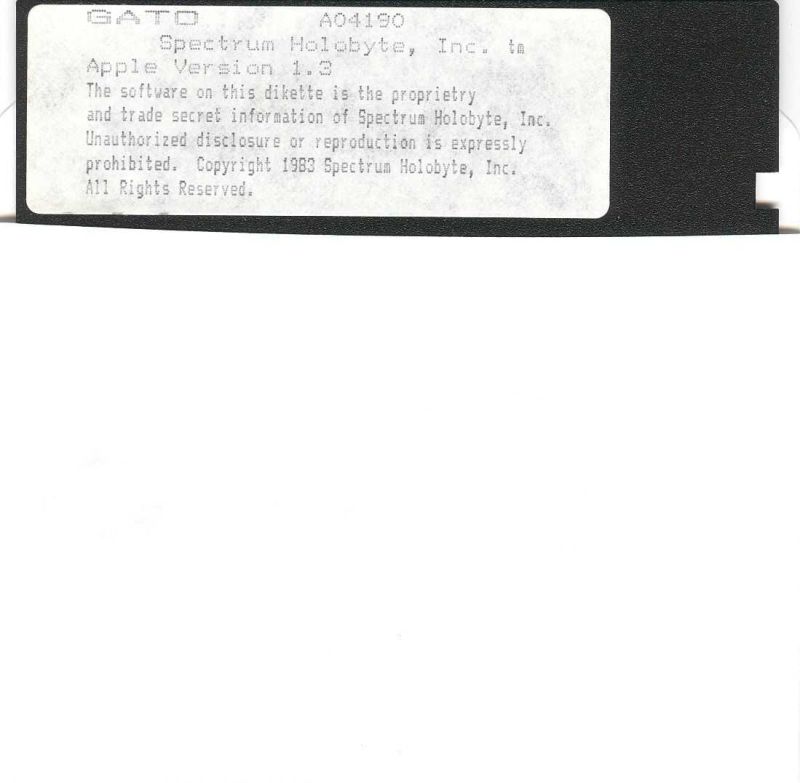 GATO A04190
Spectrum Holobyte, Inc. tm
Apple Version 1.3
The software on this dikette is the proprietry
and trade secret information of Spectrum Holobyte, Inc.
Unauthorized disclosure or reproduction is expressly
prohibited. Copyright 1983 Spectrum Holobyte, Inc.
All Rights Reserved.